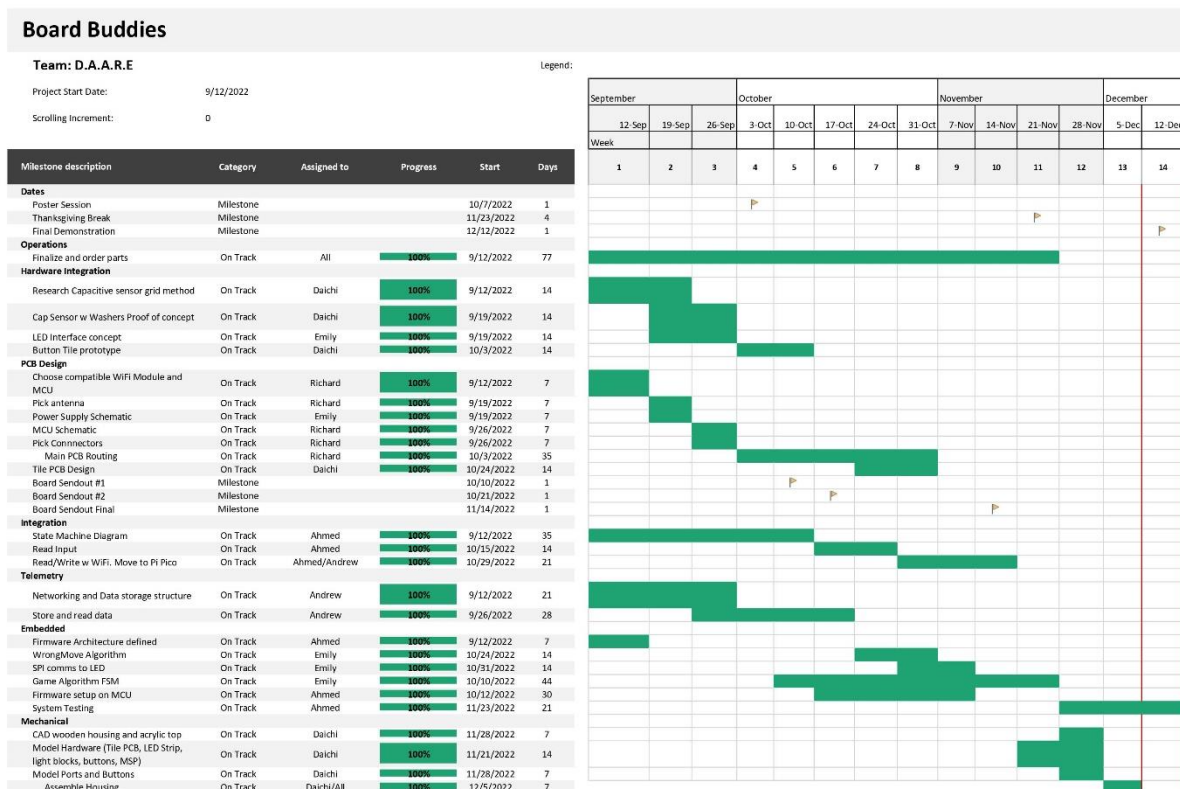 Board Buddies
Team: D.A.A.R.E
Legend:
Project Start Date: 9/12/2022
Scrolling Increment: 0
September October November December
12-Sep 19-Sep 26-Sep 3-Oct 10-Oct 17-Oct 24-Oct 31-Oct 7-Nov 14-Nov 21-Nov 28-Nov 5-Dec 12-Dec
Week
Milestone description Category Assigned to Progress Start Days 1 2 3 4 5 6 7 8 9 10 11 12 13 14
Dates
Poster Session Milestone 10/7/2022 1
Thanksgiving Break Milestone 11/23/2022 4
Final Demonstration Milestone 12/12/2022 1
Operations
Finalize and order parts On Track All 100% 9/12/2022 77
Hardware Integration
Research Capacitive sensor grid method On Track Daichi 100% 9/12/2022 14
Cap Sensor w Washers Proof of concept On Track Daichi 100% 9/19/2022 14
LED Interface concept On Track Emily 100% 9/19/2022 14
Button Tile prototype On Track Daichi 100% 10/3/2022 14
PCB Design
Choose compatible WiFi Module and
MCU On Track Richard 100% 9/12/2022 7
Pick antenna On Track Richard 100% 9/19/2022 7
Power Supply Schematic On Track Emily 100% 9/19/2022 7
MCU Schematic On Track Richard 100% 9/26/2022 7
Pick Connnectors On Track Richard 100% 9/26/2022 7
Main PCB Routing On Track Richard 100% 10/3/2022 35
Tile PCB Design On Track Daichi 100% 10/24/2022 14
Board Sendout #1 Milestone 10/10/2022 1
Board Sendout #2 Milestone 10/21/2022 1
Board Sendout Final Milestone 11/14/2022 1
Integration
State Machine Diagram On Track Ahmed 100% 9/12/2022 35
Read Input On Track Ahmed 100% 10/15/2022 14
Read/Write w WiFi. Move to Pi Pico On Track Ahmed/Andrew 100% 10/29/2022 21
Telemetry
Networking and Data storage structure On Track Andrew 100% 9/12/2022 21
Store and read data On Track Andrew 100% 9/26/2022 28
Embedded
Firmware Architecture defined On Track Ahmed 100% 9/12/2022 7
WrongMove Algorithm On Track Emily 100% 10/24/2022 14
SPI comms to LED On Track Emily 100% 10/31/2022 14
Game Algorithm FSM On Track Emily 100% 10/10/2022 44
Firmware setup on MCU On Track Ahmed 100% 10/12/2022 30
System Testing On Track Ahmed 100% 11/23/2022 21
Mechanical
CAD wooden housing and acrylic top On Track Daichi 100% 11/28/2022 7
Model Hardware (Tile PCB, LED Strip,
light blocks, buttons, MSP) On Track Daichi 100% 11/21/2022 14
Model Ports and Buttons On Track Daichi 100% 11/28/2022 7
Assemble Housing On Track Daichi/All 100% 12/5/2022 7